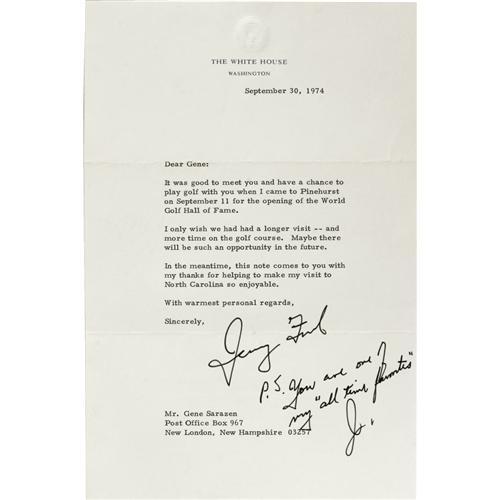 THE WHITE HOUSE
WASHINGTON
September 30, 1974
Dear Gene:
It was good to meet you and have a chance to
play golf with you when I came to Pinehurst
on September 11 for the opening of the World
Golf Hall of Fame.
I only wish we had had a longer visit -- and
more time on the golf course. Maybe there
will be such an opportunity in the future.
In the meantime, this note comes to you with
my thanks for helping to make my visit to
North Carolina so enjoyable.
With warmest personal regards,
Sincerely,
Jerry Ford
P.S. You are one of
my "all time favorites"
Mr. Gene Sarazen
Post Office Box 967
New London, New Hampshire 03257